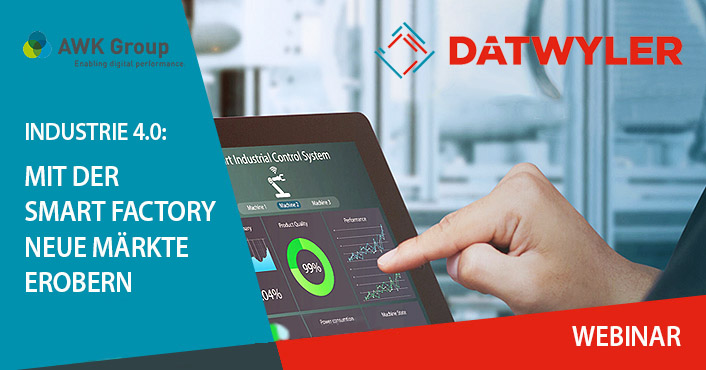 AWK Group
Enabling digital performance.
DATWYLER
INDUSTRIE 4.0:
MIT DER
SMART FACTORY
NEUE MÄRKTE
EROBERN
Industrial Control System
Machine 1 Machine 2 Machine 3
Product Quality Performance
99%
04%
Power consumption Machine State
WEBINAR